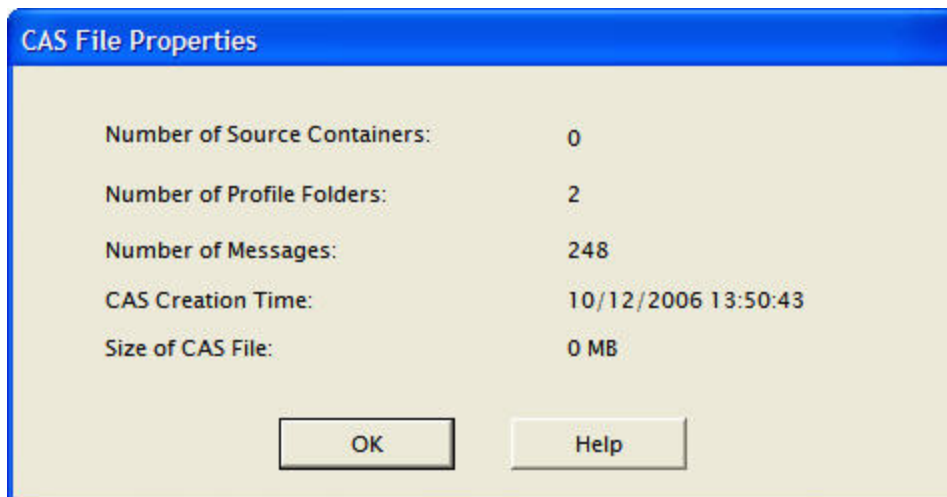 CAS File Properties
Number of Source Containers: 0
Number of Profile Folders: 2
Number of Messages: 248
CAS Creation Time: 10/12/2006 13:50:43
Size of CAS File: 0 MB
OK Help